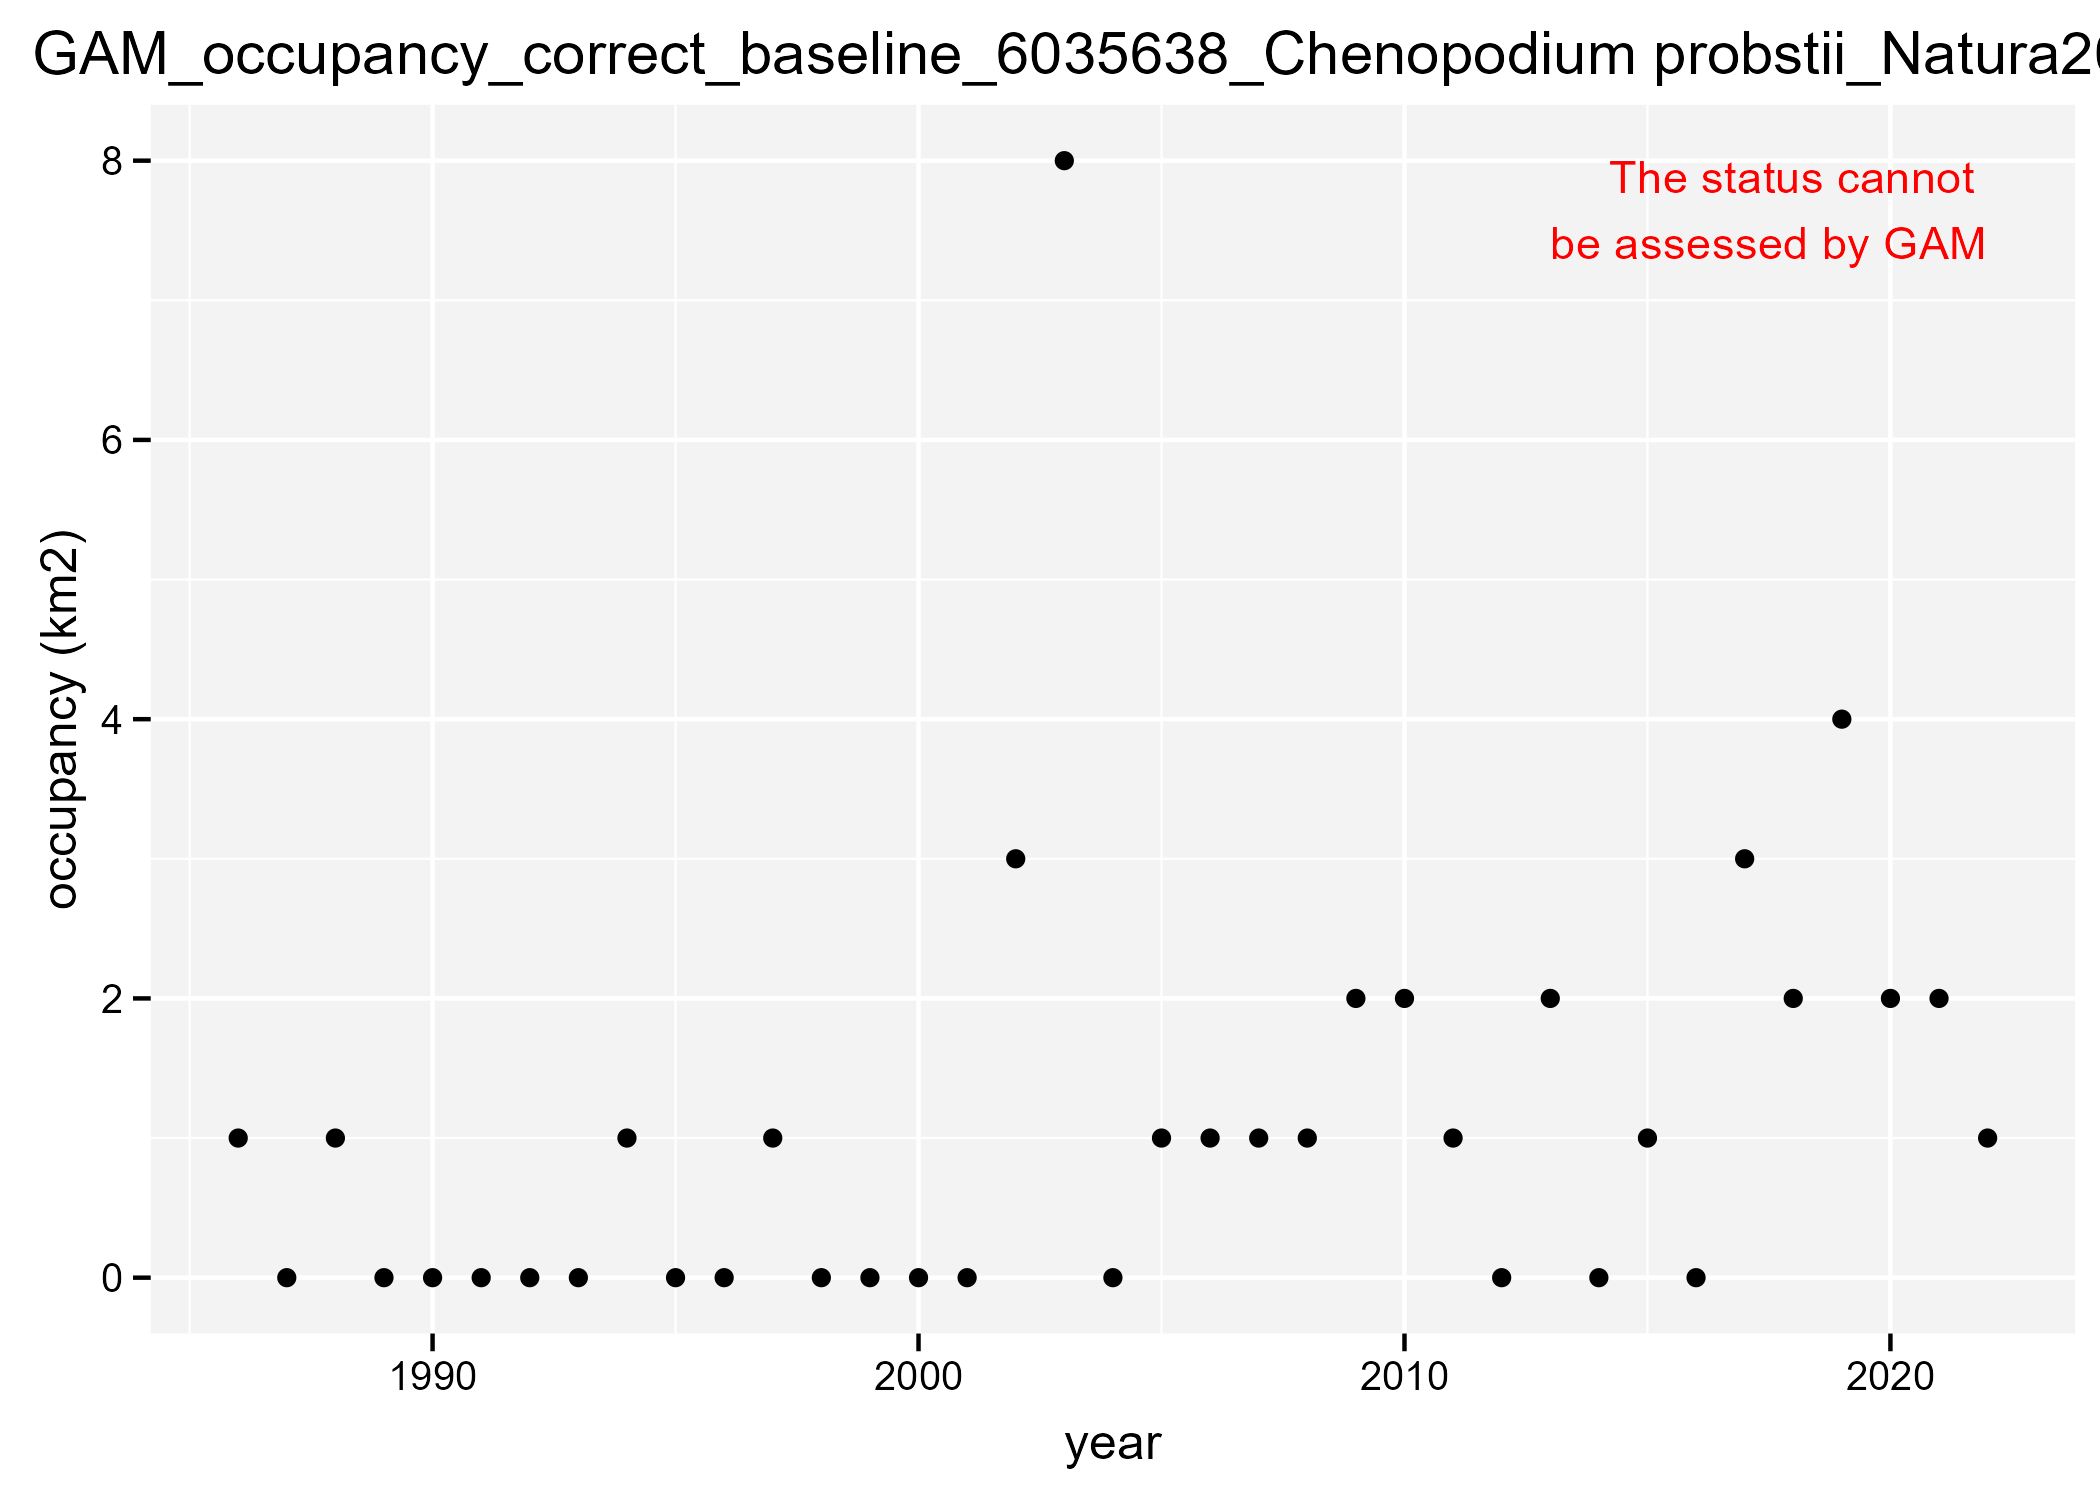 GAM_occupancy_correct_baseline_6035638_Chenopodium probstii_Natura20
8
The status cannot
be assessed by GAM
6
occupancy (km2)
4
2
0
1990 2000 2010 2020
year